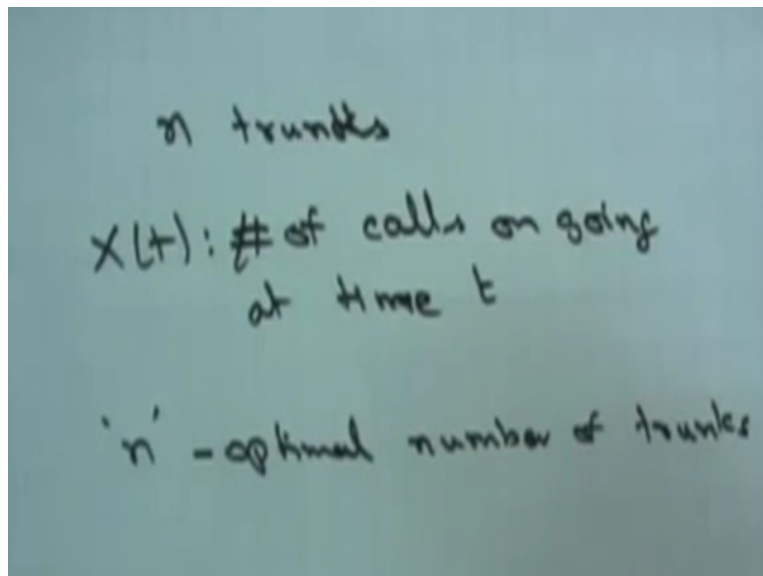 n trunks
X(t): # of calls on going
at time t
'n' - optimal number of trunks